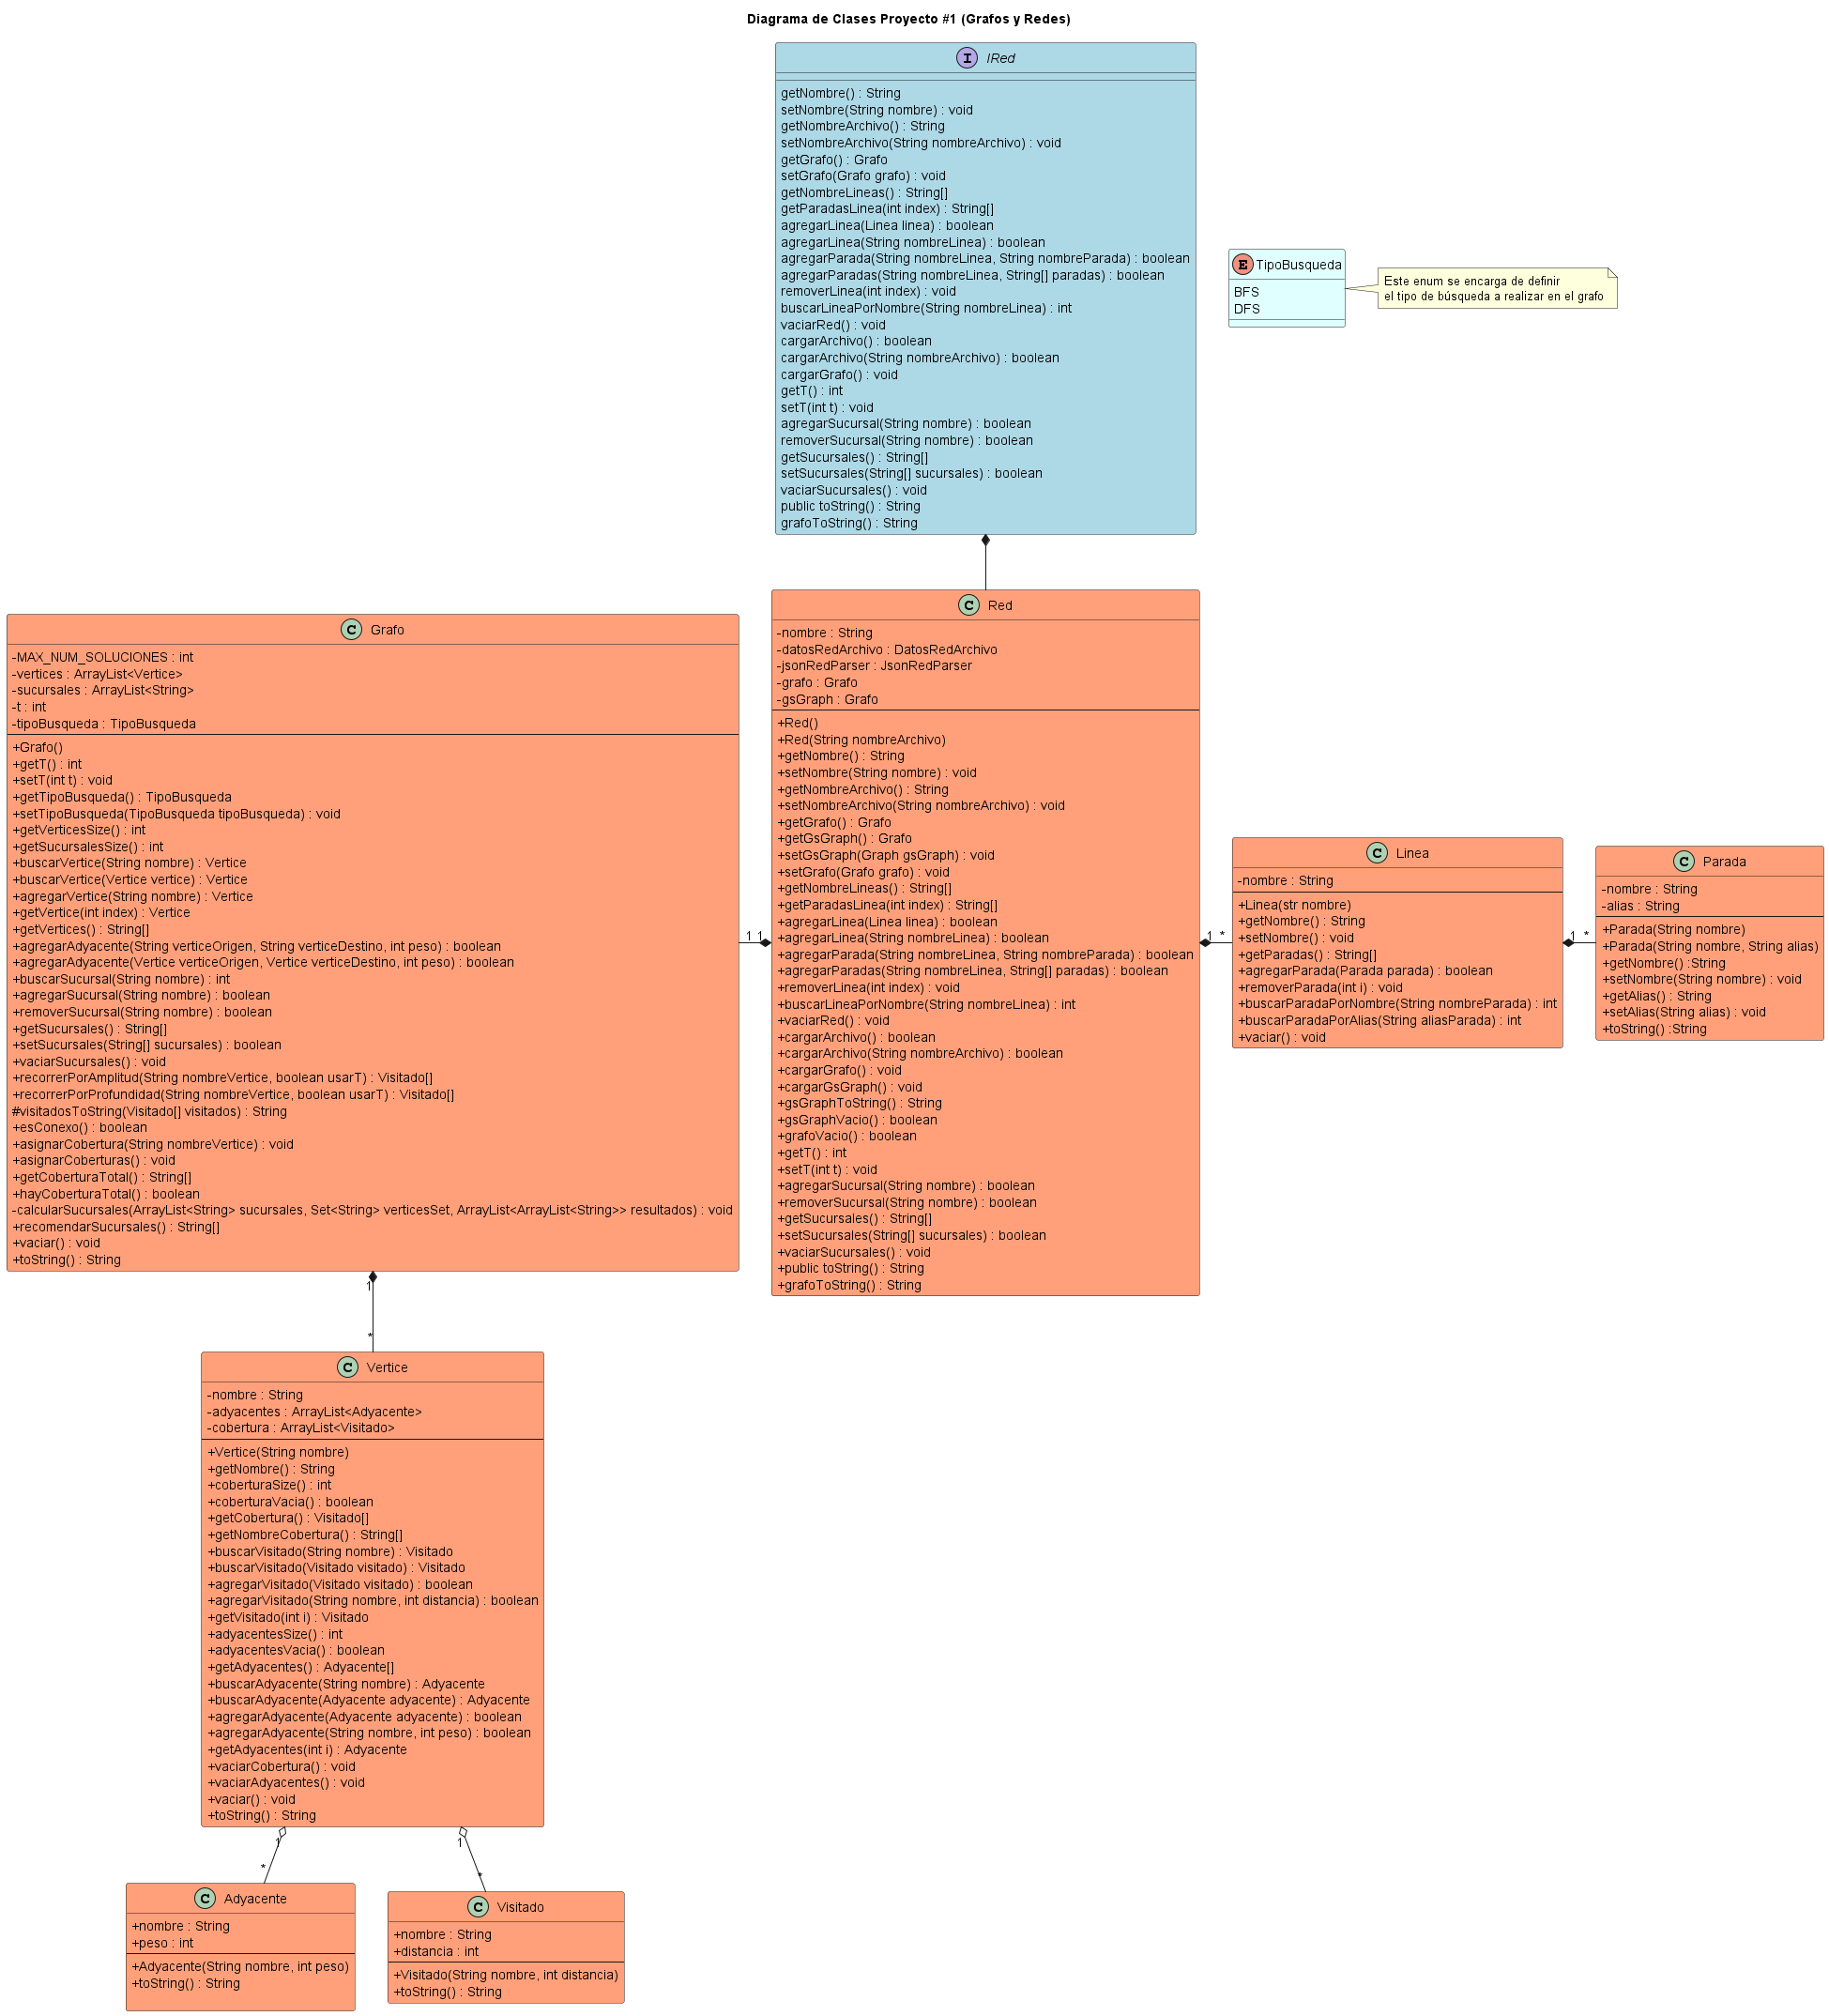 Diagrama de Clases Proyecto #1 (Grafos y Redes)
I IRed
getNombre() : String
setNombre(String nombre) : void
getNombreArchivo() : String
setNombreArchivo(String nombreArchivo) : void
getGrafo() : Grafo
setGrafo(Grafo grafo) : void
getNombreLineas() : String[]
getParadasLinea(int index) : String[]
agregarLinea(Linea linea) : boolean
agregarLinea(String nombreLinea) : boolean
agregarParada(String nombreLinea, String nombreParada) : boolean
agregarParadas(String nombreLinea, String[] paradas) : boolean
removerLinea(int index) : void
buscarLineaPorNombre(String nombreLinea) : int
vaciarRed() : void
cargarArchivo() : boolean
cargarArchivo(String nombreArchivo) : boolean
cargarGrafo() : void
getT() : int
setT(int t) : void
agregarSucursal(String nombre) : boolean
removerSucursal(String nombre) : boolean
getSucursales() : String[]
setSucursales(String[] sucursales) : boolean
vaciarSucursales() : void
public toString() : String
grafoToString() : String
E TipoBusqueda
BFS
DFS
Este enum se encarga de definir
el tipo de búsqueda a realizar en el grafo
C Grafo
-MAX_NUM_SOLUCIONES : int
-vertices : ArrayList<Vertice>
-sucursales : ArrayList<String>
-t : int
-tipoBusqueda : TipoBusqueda
+Grafo()
+getT() : int
+setT(int t) : void
+getTipoBusqueda() : TipoBusqueda
+setTipoBusqueda(TipoBusqueda tipoBusqueda) : void
+getVerticesSize() : int
+getSucursalesSize() : int
+buscarVertice(String nombre) : Vertice
+buscarVertice(Vertice vertice) : Vertice
+agregarVertice(String nombre) : Vertice
+getVertice(int index) : Vertice
+getVertices() : String[]
+agregarAdyacente(String verticeOrigen, String verticeDestino, int peso) : boolean
+agregarAdyacente(Vertice verticeOrigen, Vertice verticeDestino, int peso) : boolean
+buscarSucursal(String nombre) : int
+agregarSucursal(String nombre) : boolean
+removerSucursal(String nombre) : boolean
+getSucursales() : String[]
+setSucursales(String[] sucursales) : boolean
+vaciarSucursales() : void
+recorrerPorAmplitud(String nombreVertice, boolean usarT) : Visitado[]
+recorrerPorProfundidad(String nombreVertice, boolean usarT) : Visitado[]
#visitadosToString(Visitado[] visitados) : String
+esConexo() : boolean
+asignarCobertura(String nombreVertice) : void
+asignarCoberturas() : void
+getCoberturaTotal() : String[]
+hayCoberturaTotal() : boolean
-calcularSucursales(ArrayList<String> sucursales, Set<String> verticesSet, ArrayList<ArrayList<String>> resultados) : void
+recomendarSucursales() : String[]
+vaciar() : void
+toString() : String
1 1
C Red
-nombre : String
-datosRedArchivo : DatosRedArchivo
-jsonRedParser : JsonRedParser
-grafo : Grafo
-gsGraph : Grafo
+Red()
+Red(String nombreArchivo)
+getNombre() : String
+setNombre(String nombre) : void
+getNombreArchivo() : String
+setNombreArchivo(String nombreArchivo) : void
+getGrafo() : Grafo
+getGsGraph() : Grafo
+setGsGraph(Graph gsGraph) : void
+setGrafo(Grafo grafo) : void
+getNombreLineas() : String[]
+getParadasLinea(int index) : String[]
+agregarLinea(Linea linea) : boolean
+agregarLinea(String nombreLinea) : boolean
+agregarParada(String nombreLinea, String nombreParada) : boolean
+agregarParadas(String nombreLinea, String[] paradas) : boolean
+removerLinea(int index) : void
+buscarLineaPorNombre(String nombreLinea) : int
+vaciarRed() : void
+cargarArchivo() : boolean
+cargarArchivo(String nombreArchivo) : boolean
+cargarGrafo() : void
+cargarGsGraph() : void
+gsGraphToString() : String
+gsGraphVacio() : boolean
+grafoVacio() : boolean
+getT() : int
+setT(int t) : void
+agregarSucursal(String nombre) : boolean
+removerSucursal(String nombre) : boolean
+getSucursales() : String[]
+setSucursales(String[] sucursales) : boolean
+vaciarSucursales() : void
+public toString() : String
+grafoToString() : String
1 *
C Linea
-nombre : String
+Linea(str nombre)
+getNombre() : String
+setNombre() : void
+getParadas() : String[]
+agregarParada(Parada parada) : boolean
+removerParada(int i) : void
+buscarParadaPorNombre(String nombreParada) : int
+buscarParadaPorAlias(String aliasParada) : int
+vaciar() : void
1 *
C Parada
-nombre : String
-alias : String
+Parada(String nombre)
+Parada(String nombre, String alias)
+getNombre() :String
+setNombre(String nombre) : void
+getAlias() : String
+setAlias(String alias) : void
+toString() :String
1
*
C Vertice
-nombre : String
-adyacentes : ArrayList<Adyacente>
-cobertura : ArrayList<Visitado>
+Vertice(String nombre)
+getNombre() : String
+coberturaSize() : int
+coberturaVacia() : boolean
+getCobertura() : Visitado[]
+getNombreCobertura() : String[]
+buscarVisitado(String nombre) : Visitado
+buscarVisitado(Visitado visitado) : Visitado
+agregarVisitado(Visitado visitado) : boolean
+agregarVisitado(String nombre, int distancia) : boolean
+getVisitado(int i) : Visitado
+adyacentesSize() : int
+adyacentesVacia() : boolean
+getAdyacentes() : Adyacente[]
+buscarAdyacente(String nombre) : Adyacente
+buscarAdyacente(Adyacente adyacente) : Adyacente
+agregarAdyacente(Adyacente adyacente) : boolean
+agregarAdyacente(String nombre, int peso) : boolean
+getAdyacentes(int i) : Adyacente
+vaciarCobertura() : void
+vaciarAdyacentes() : void
+vaciar() : void
+toString() : String
1 1
* *
C Adyacente
+nombre : String
+peso : int
+Adyacente(String nombre, int peso)
+toString() : String
C Visitado
+nombre : String
+distancia : int
+Visitado(String nombre, int distancia)
+toString() : String